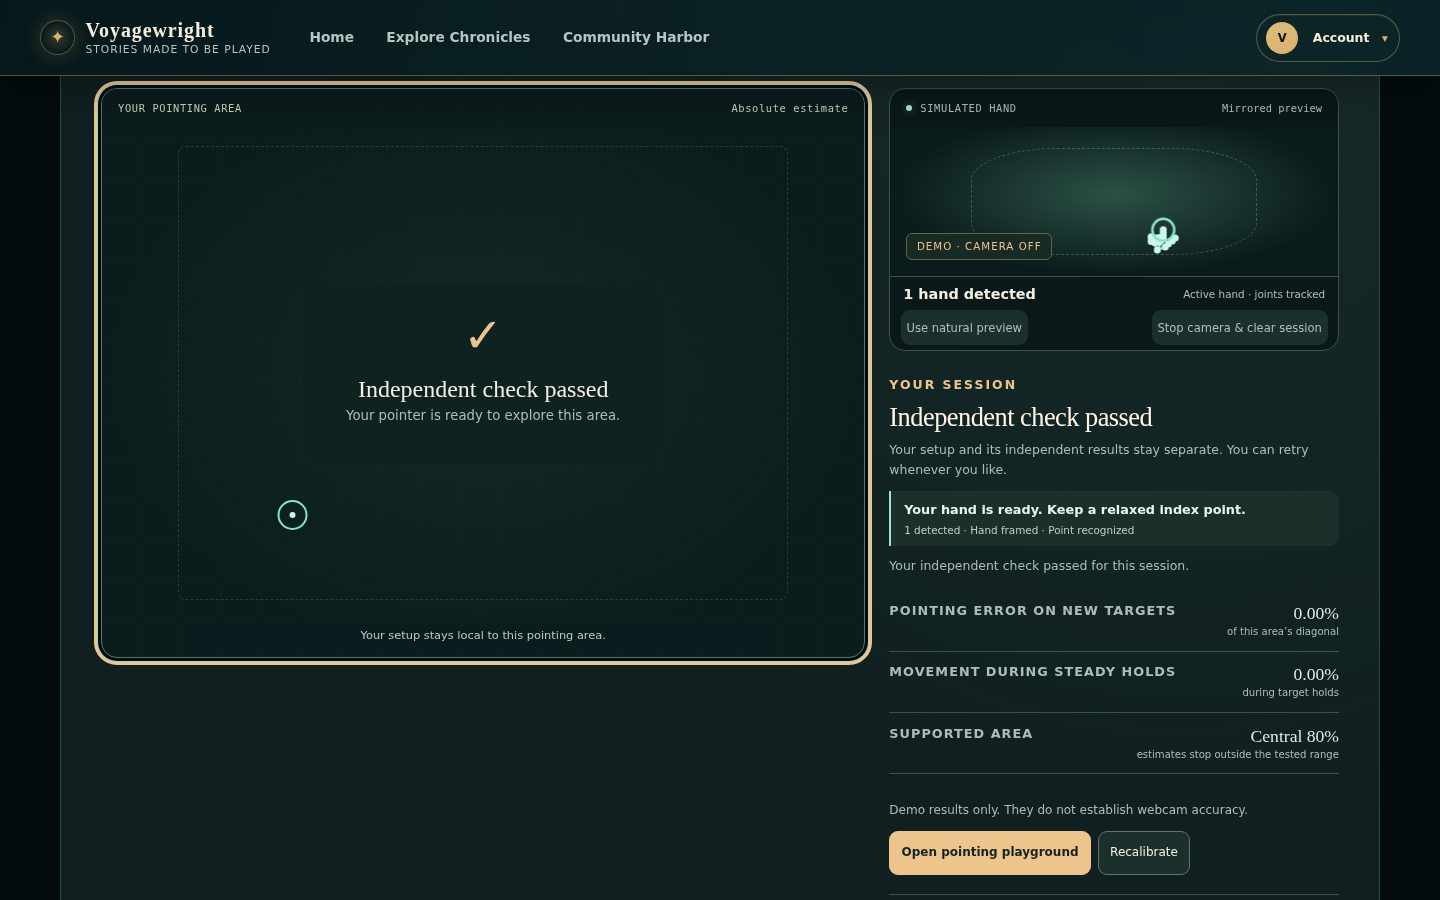 Voyagewright
STORIES MADE TO BE PLAYED
Home
Explore Chronicles
Community Harbor
V
Account
YOUR POINTING AREA
Absolute estimate
Independent check passed
Your pointer is ready to explore this area.
Your setup stays local to this pointing area.
SIMULATED HAND
Mirrored preview
DEMO · CAMERA OFF
1 hand detected
Active hand · joints tracked
Use natural preview
Stop camera & clear session
YOUR SESSION
Independent check passed
Your setup and its independent results stay separate. You can retry
whenever you like.
Your hand is ready. Keep a relaxed index point.
1 detected · Hand framed · Point recognized
Your independent check passed for this session.
POINTING ERROR ON NEW TARGETS
0.00%
of this area's diagonal
MOVEMENT DURING STEADY HOLDS
0.00%
during target holds
SUPPORTED AREA
Central 80%
estimates stop outside the tested range
Demo results only. They do not establish webcam accuracy.
Open pointing playground
Recalibrate